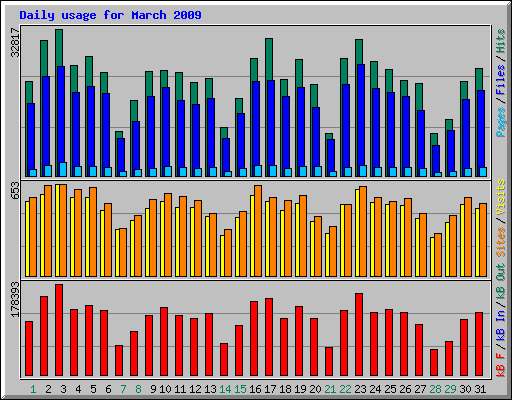 Daily usage for March 2009
32817
Pages / Files / Hits
653
Sites / Visits
178393
kB F / kB In / kB Out
1 2 3 4 5 6 7 8 9 10 11 12 13 14 15 16 17 18 19 20 21 22 23 24 25 26 27 28 29 30 31